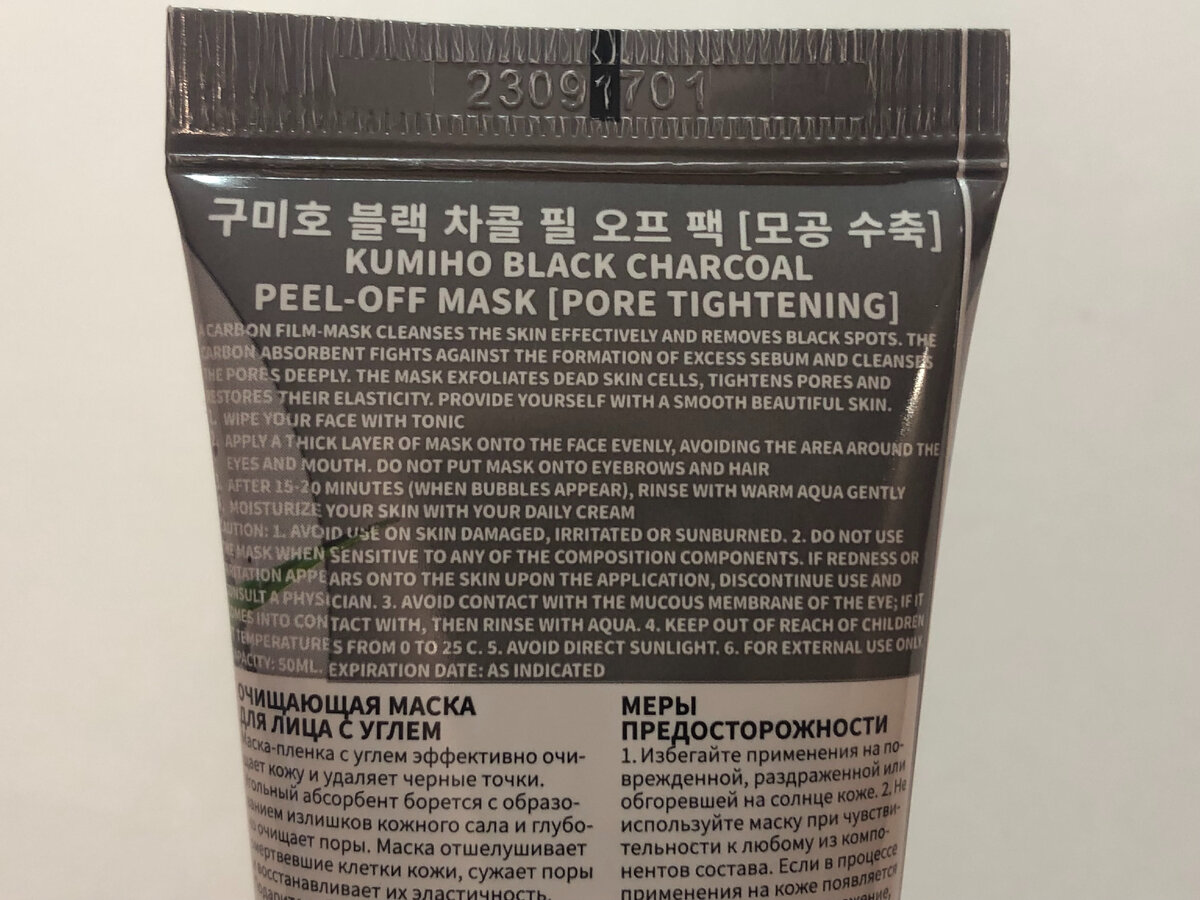 23091701
구미호 블랙 차콜 필 오프 팩 [모공 수축]
KUMIHO BLACK CHARCOAL
PEEL-OFF MASK [PORE TIGHTENING]
CARBON FILM-MASK CLEANSES THE SKIN EFFECTIVELY AND REMOVES BLACK SPOTS. THE
CARBON ABSORBENT FIGHTS AGAINST THE FORMATION OF EXCESS SEBUM AND CLEANSES
THE PORES DEEPLY. THE MASK EXFOLIATES DEAD SKIN CELLS, TIGHTENS PORES AND
ESTORES THEIR ELASTICITY. PROVIDE YOURSELF WITH A SMOOTH BEAUTIFUL SKIN.
WIPE YOUR FACE WITH TONIC
APPLY A THICK LAYER OF MASK ONTO THE FACE EVENLY, AVOIDING THE AREA AROUND THE
EYES AND MOUTH. DO NOT PUT MASK ONTO EYEBROWS AND HAIR
AFTER 15-20 MINUTES (WHEN BUBBLES APPEAR), RINSE WITH WARM AQUA GENTLY
MOISTURIZE YOUR SKIN WITH YOUR DAILY CREAM
AUTION: 1. AVOID USE ON SKIN DAMAGED, IRRITATED OR SUNBURNED. 2. DO NOT USE
MASK WHEN SENSITIVE TO ANY OF THE COMPOSITION COMPONENTS. IF REDNESS OR
RITATION APPEARS ONTO THE SKIN UPON THE APPLICATION, DISCONTINUE USE AND
NSULT A PHYSICIAN. 3. AVOID CONTACT WITH THE MUCOUS MEMBRANE OF THE EYE; IF IT
MES INTO CONTACT WITH, THEN RINSE WITH AQUA. 4. KEEP OUT OF REACH OF CHILDREN
TEMPERATURES FROM 0 TO 25 C. 5. AVOID DIRECT SUNLIGHT. 6. FOR EXTERNAL USE ONLY
PACITY: 50ML. EXPIRATION DATE: AS INDICATED
ОЧИЩАЮЩАЯ МАСКА
ДЛЯ ЛИЦА С УГЛЕМ
Маска-пленка с углем эффективно очи-
щает кожу и удаляет черные точки.
гольный абсорбент борется с образо-
нием излишков кожного сала и глубо-
о очищает поры. Маска отшелушивает
мертвевшие клетки кожи, сужает поры
восстанавливает их эластичность.
МЕРЫ
ПРЕДОСТОРОЖНОСТИ
1. Избегайте применения на по-
врежденной, раздраженной или
обгоревшей на солнце коже. 2. Не
используйте маску при чувстви-
тельности к любому из компо-
нентов состава. Если в процессе
применения на коже появляется